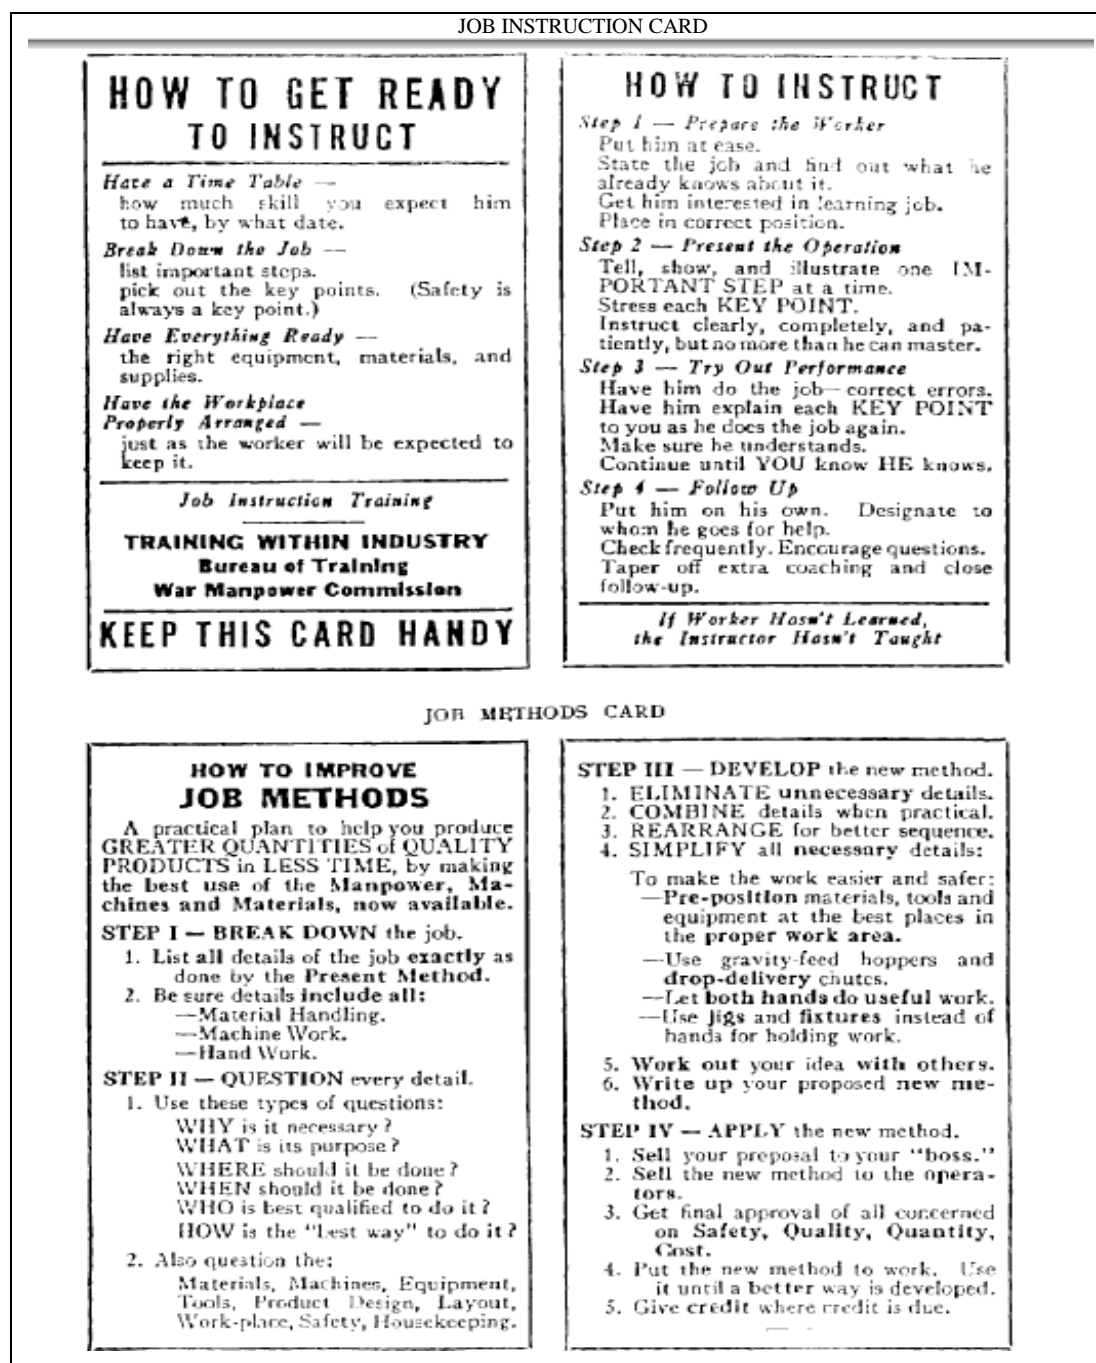 JOB INSTRUCTION CARD
HOW TO GET READY
TO INSTRUCT
Have a Time Table —
how much skill you expect him
to have, by what date.
Break Down the Job —
list important steps.
pick out the key points. (Safety is
always a key point.)
Have Everything Ready —
the right equipment, materials, and
supplies.
Have the Workplace
Properly Arranged —
just as the worker will be expected to
keep it.
Job Instruction Training
TRAINING WITHIN INDUSTRY
Bureau of Training
War Manpower Commission
KEEP THIS CARD HANDY
HOW TO INSTRUCT
Step 1 — Prepare the Worker
Put him at ease.
State the job and find out what he
already knows about it.
Get him interested in learning job.
Place in correct position.
Step 2 — Present the Operation
Tell, show, and illustrate one IM-
PORTANT STEP at a time.
Stress each KEY POINT.
Instruct clearly, completely, and pa-
tiently, but no more than he can master.
Step 3 — Try Out Performance
Have him do the job—correct errors.
Have him explain each KEY POINT
to you as he does the job again.
Make sure he understands.
Continue until YOU know HE knows.
Step 4 — Follow Up
Put him on his own. Designate to
whom he goes for help.
Check frequently. Encourage questions.
Taper off extra coaching and close
follow-up.
If Worker Hasn't Learned,
the Instructor Hasn't Taught
JOB METHODS CARD
HOW TO IMPROVE
JOB METHODS
A practical plan to help you produce
GREATER QUANTITIES of QUALITY
PRODUCTS in LESS TIME, by making
the best use of the Manpower, Ma-
chines and Materials, now available.
STEP I — BREAK DOWN the job.
1. List all details of the job exactly as
done by the Present Method.
2. Be sure details include all:
—Material Handling.
—Machine Work.
—Hand Work.
STEP II — QUESTION every detail.
1. Use these types of questions:
WHY is it necessary?
WHAT is its purpose?
WHERE should it be done?
WHEN should it be done?
WHO is best qualified to do it?
HOW is the "best way" to do it?
2. Also question the:
Materials, Machines, Equipment,
Tools, Product Design, Layout,
Work-place, Safety, Housekeeping.
STEP III — DEVELOP the new method.
1. ELIMINATE unnecessary details.
2. COMBINE details when practical.
3. REARRANGE for better sequence.
4. SIMPLIFY all necessary details:
To make the work easier and safer:
—Pre-position materials, tools and
equipment at the best places in
the proper work area.
—Use gravity-feed hoppers and
drop-delivery chutes.
—Let both hands do useful work.
—Use jigs and fixtures instead of
hands for holding work.
5. Work out your idea with others.
6. Write up your proposed new me-
thod.
STEP IV — APPLY the new method.
1. Sell your proposal to your "boss."
2. Sell the new method to the opera-
tors.
3. Get final approval of all concerned
on Safety, Quality, Quantity,
Cost.
4. Put the new method to work. Use
it until a better way is developed.
5. Give credit where credit is due.